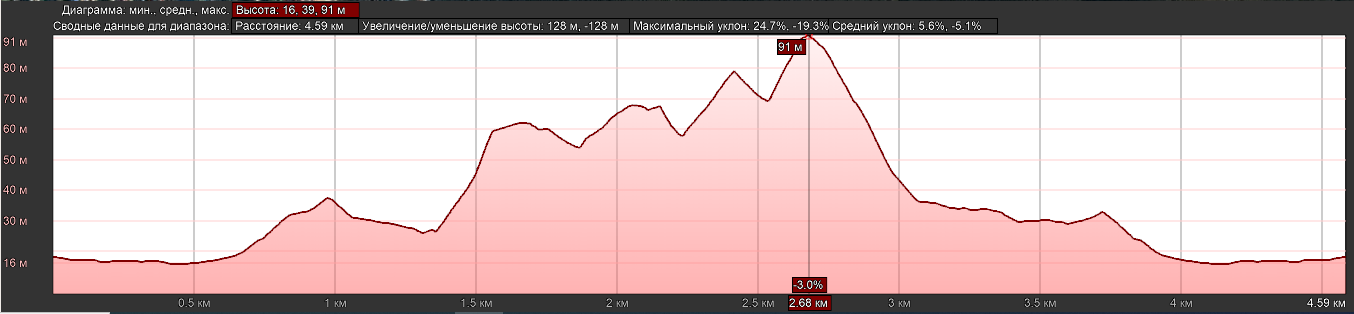 Диаграмма: мин., средн., макс. Высота: 16, 39, 91 м
Сводные данные для диапазона: Расстояние: 4.59 км Увеличение/уменьшение высоты: 128 м, -128 м Максимальный уклон: 24.7%, -19.3% Средний уклон: 5.6%, -5.1%
91 м
91 м
80 м
70 м
60 м
50 м
40 м
30 м
16 м
-3.0%
0.5 км 1 км 1.5 км 2 км 2.5 км 2.68 км 3 км 3.5 км 4 км 4.59 км